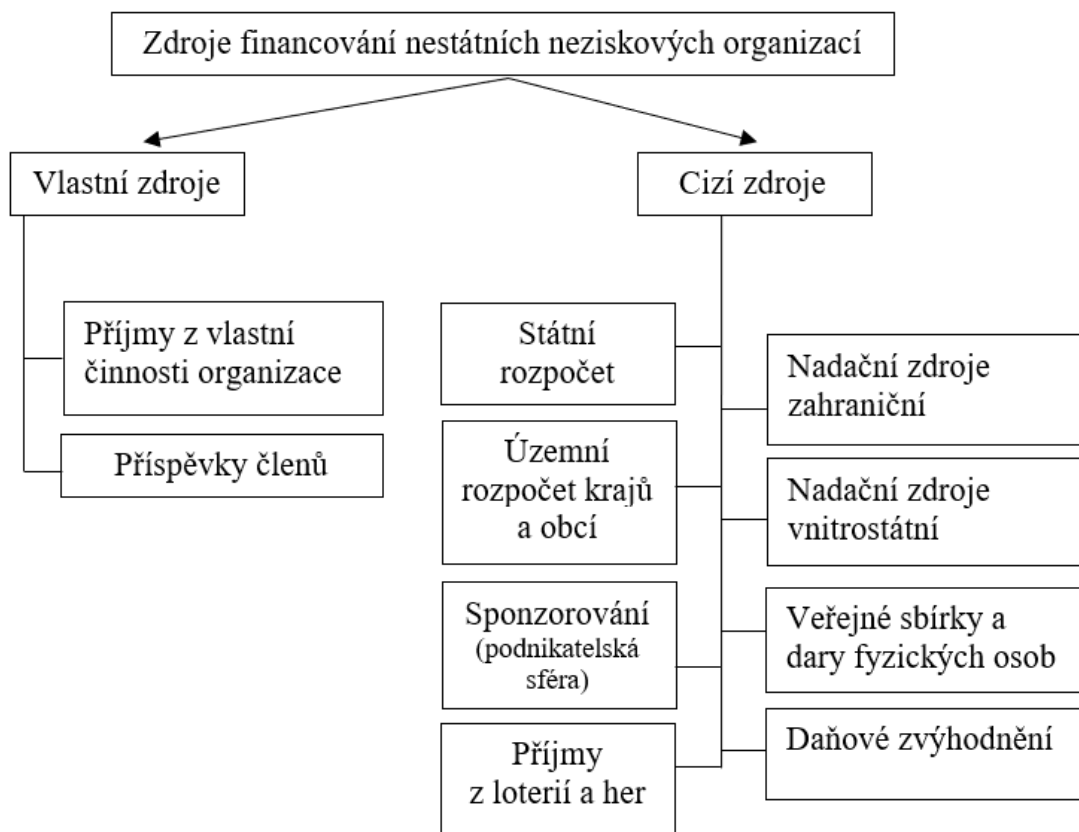 Zdroje financování nestátních neziskových organizací
Vlastní zdroje
Cizí zdroje
Příjmy z vlastní
činnosti organizace
Příspěvky členů
Státní
rozpočet
Územní
rozpočet krajů
a obcí
Sponzorování
(podnikatelská
sféra)
Příjmy
z loterií a her
Nadační zdroje
zahraniční
Nadační zdroje
vnitrostátní
Veřejné sbírky a
dary fyzických osob
Daňové zvýhodnění